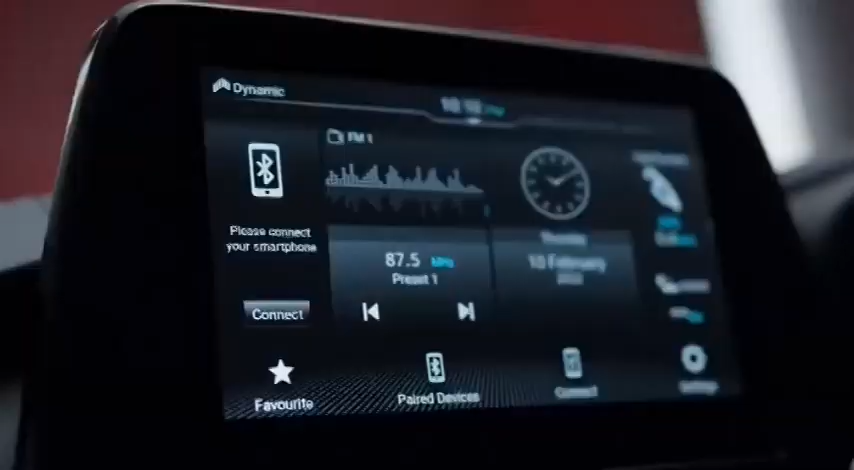 Dynamic
FM 1
Please connect
your smartphone
87.5 MHz
Preset 1
10 February
Connect
Favourite
Paired Devices
Connect
Settings